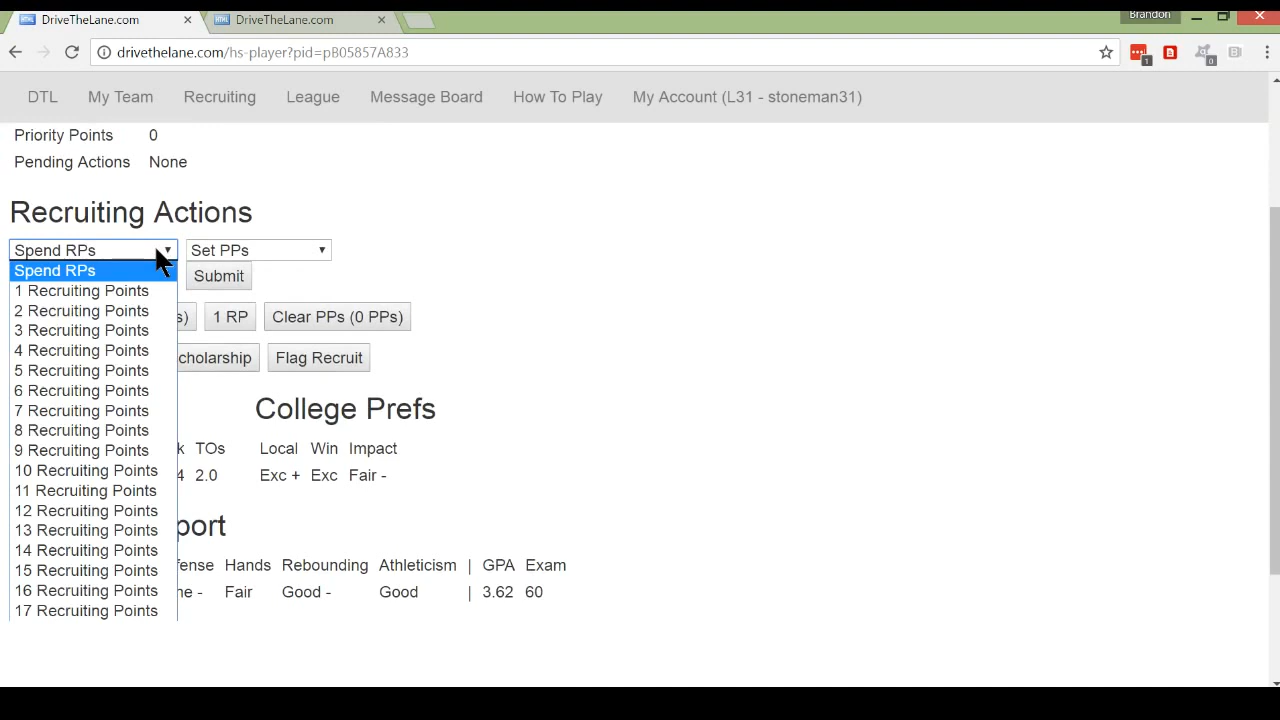 DriveTheLane.com
DriveTheLane.com
Brandon
drivethelane.com/hs-player?pid=pB05857A833
1
0
DTL My Team Recruiting League Message Board How To Play My Account (L31 - stoneman31)
Priority Points 0
Pending Actions None
Recruiting Actions
Spend RPs Set PPs
Spend RPs
Submit
1 Recruiting Points
2 Recruiting Points
3 Recruiting Points
4 Recruiting Points
5 Recruiting Points
6 Recruiting Points
7 Recruiting Points
8 Recruiting Points
9 Recruiting Points
10 Recruiting Points
11 Recruiting Points
12 Recruiting Points
13 Recruiting Points
14 Recruiting Points
15 Recruiting Points
16 Recruiting Points
17 Recruiting Points
s) 1 RP Clear PPs (0 PPs)
cholarship Flag Recruit
College Prefs
k TOs Local Win Impact
4 2.0 Exc + Exc Fair -
port
fense Hands Rebounding Athleticism | GPA Exam
ne - Fair Good - Good | 3.62 60